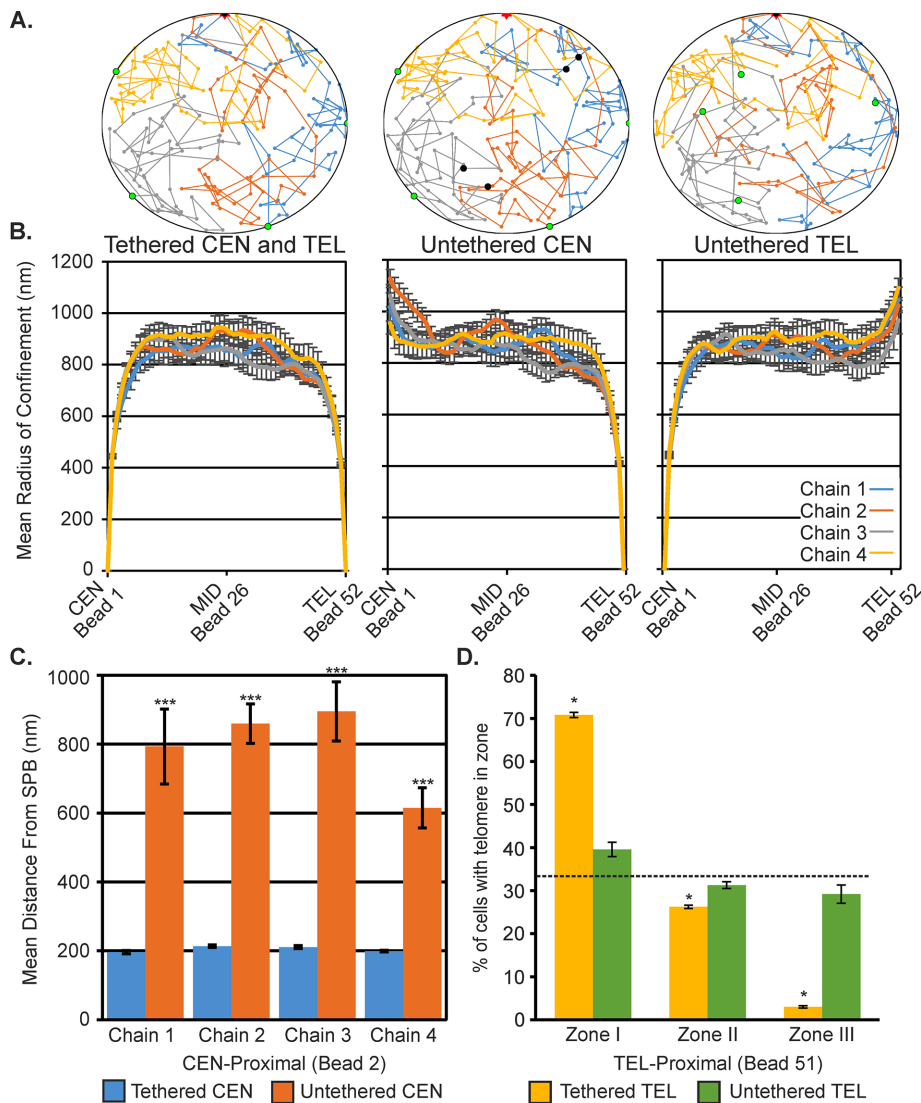 A.
B.
Tethered CEN and TEL
Untethered CEN
Untethered TEL
Mean Radius of Confinement (nm)
1200
1000
800
600
400
200
0
Chain 1
Chain 2
Chain 3
Chain 4
CEN
Bead 1
MID
Bead 26
TEL
Bead 52
CEN
Bead 1
MID
Bead 26
TEL
Bead 52
CEN
Bead 1
MID
Bead 26
TEL
Bead 52
C.
Mean Distance From SPB (nm)
1000
800
600
400
200
0
***
***
***
***
Chain 1
Chain 2
Chain 3
Chain 4
CEN-Proximal (Bead 2)
Tethered CEN
Untethered CEN
D.
% of cells with telomere in zone
80
70
60
50
40
30
20
10
0
*
*
*
Zone I
Zone II
Zone III
TEL-Proximal (Bead 51)
Tethered TEL
Untethered TEL